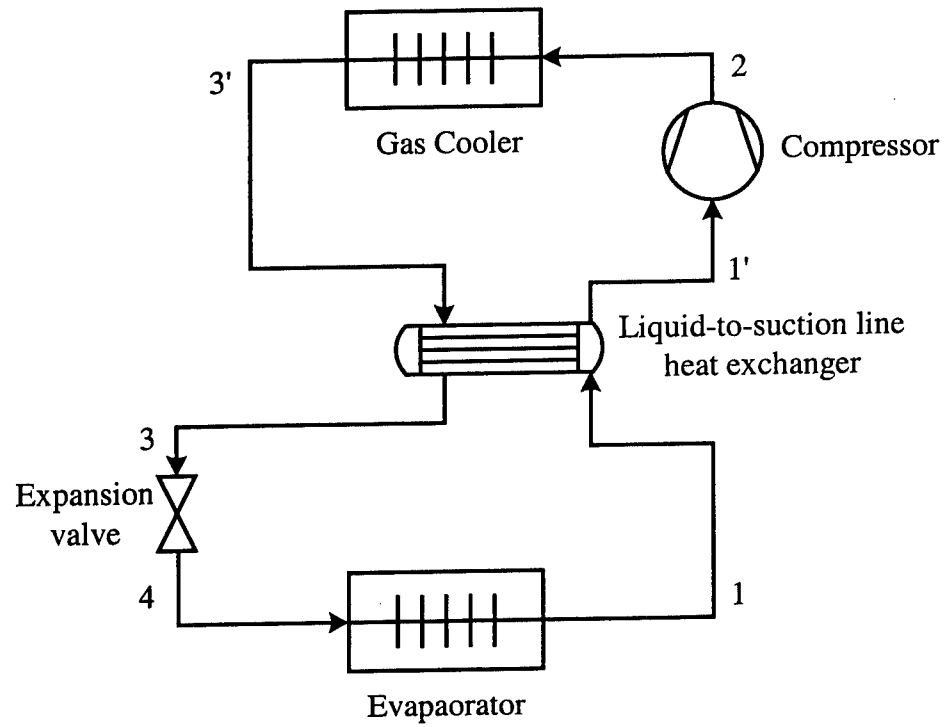 3'
2
Gas Cooler
Compressor
1'
Liquid-to-suction line
heat exchanger
3
Expansion
valve
4
1
Evapaorator